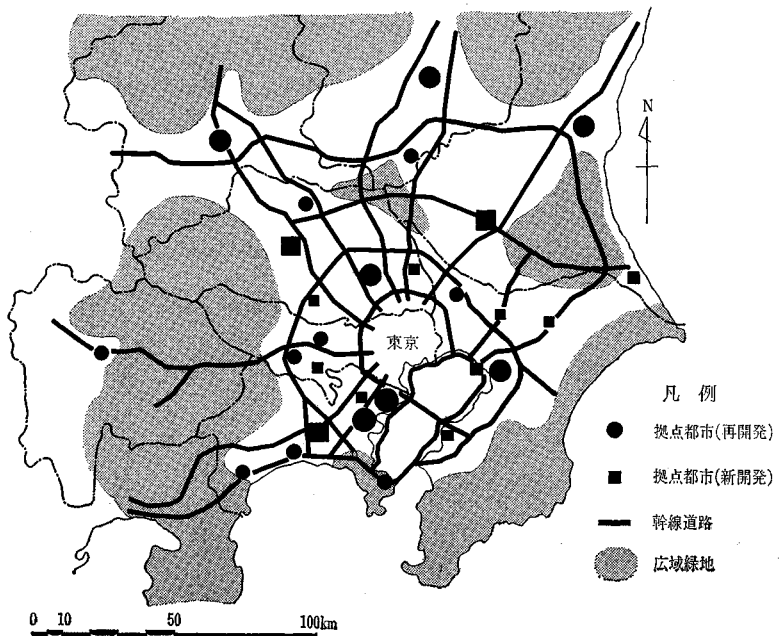 N
東京
凡 例
拠点都市(再開発)
拠点都市(新開発)
幹線道路
広域緑地
0 10 50 100km